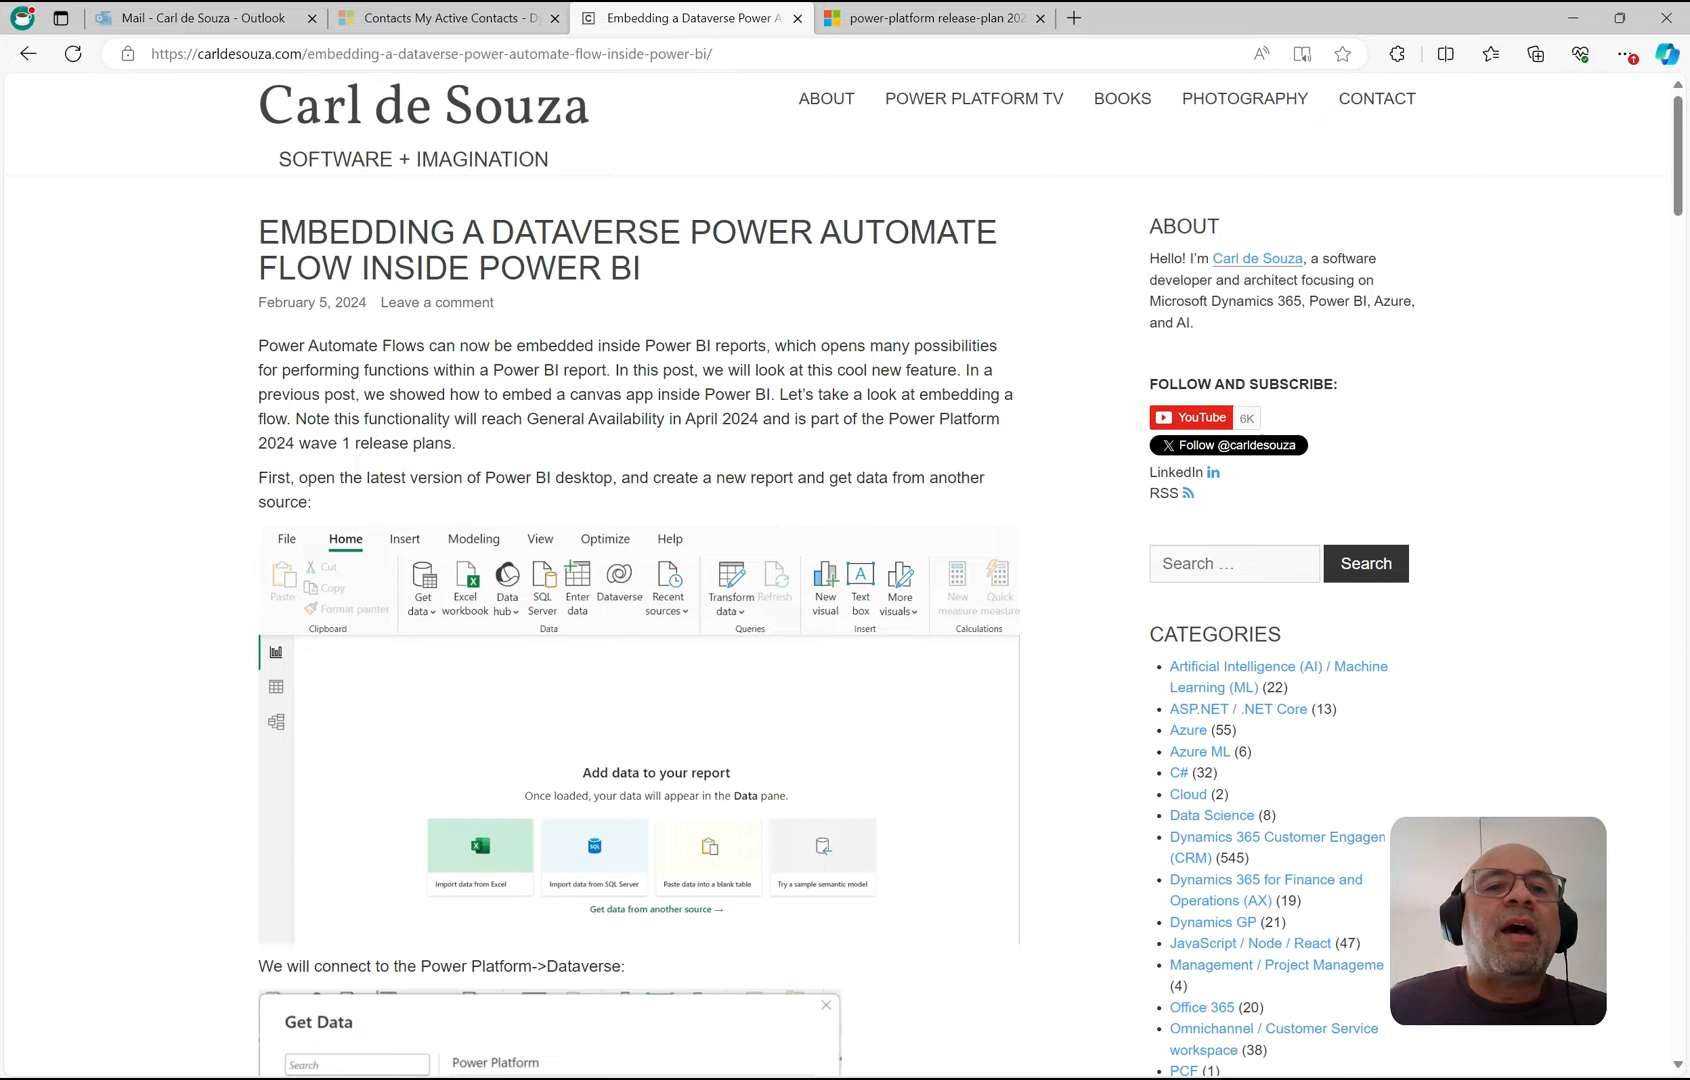 Mail - Carl de Souza - Outlook
Contacts My Active Contacts - Dy
Embedding a Dataverse Power A
power-platform release-plan 202
https://carldesouza.com/embedding-a-dataverse-power-automate-flow-inside-power-bi/
Carl de Souza
SOFTWARE + IMAGINATION
ABOUT
POWER PLATFORM TV
BOOKS
PHOTOGRAPHY
CONTACT
EMBEDDING A DATAVERSE POWER AUTOMATE
FLOW INSIDE POWER BI
February 5, 2024
Leave a comment
Power Automate Flows can now be embedded inside Power BI reports, which opens many possibilities
for performing functions within a Power BI report. In this post, we will look at this cool new feature. In a
previous post, we showed how to embed a canvas app inside Power BI. Let's take a look at embedding a
flow. Note this functionality will reach General Availability in April 2024 and is part of the Power Platform
2024 wave 1 release plans.
First, open the latest version of Power BI desktop, and create a new report and get data from another
source:
File
Home
Insert
Modeling
View
Optimize
Help
Paste
Cut
Copy
Format painter
Clipboard
Get data
Excel workbook
Data hub
SQL Server
Enter data
Dataverse
Recent sources
Data
Transform data
Refresh
Queries
New visual
Text box
More visuals
Insert
New measure
Quick measure
Calculations
Add data to your report
Once loaded, your data will appear in the Data pane.
Import data from Excel
SQL
Import data from SQL Server
Paste data into a blank table
Try a sample semantic model
Get data from another source →
We will connect to the Power Platform->Dataverse:
Get Data
Search
Power Platform
ABOUT
Hello! I'm Carl de Souza, a software
developer and architect focusing on
Microsoft Dynamics 365, Power BI, Azure,
and AI.
FOLLOW AND SUBSCRIBE:
YouTube 6K
Follow @carldesouza
LinkedIn in
RSS
Search …
Search
CATEGORIES
Artificial Intelligence (AI) / Machine
Learning (ML) (22)
ASP.NET / .NET Core (13)
Azure (55)
Azure ML (6)
C# (32)
Cloud (2)
Data Science (8)
Dynamics 365 Customer Engagen
(CRM) (545)
Dynamics 365 for Finance and
Operations (AX) (19)
Dynamics GP (21)
JavaScript / Node / React (47)
Management / Project Manageme
(4)
Office 365 (20)
Omnichannel / Customer Service
workspace (38)
PCF (1)